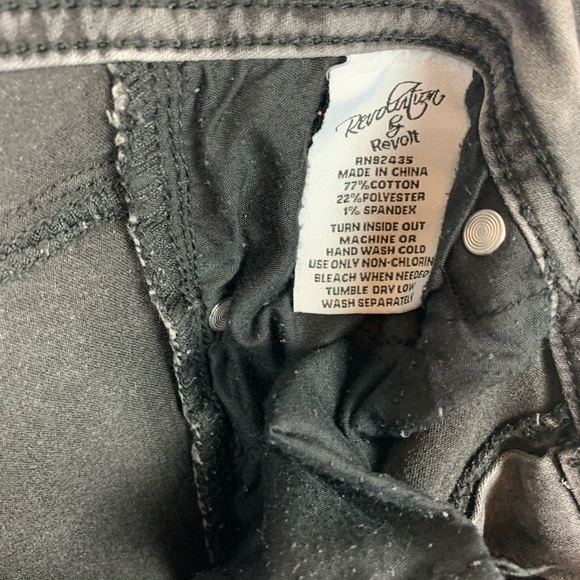 Revolution
&
Revolt
RN92435
MADE IN CHINA
77%COTTON
22%POLYESTER
1% SPANDEX
TURN INSIDE OUT
MACHINE OR
HAND WASH COLD
USE ONLY NON-CHLORIN
BLEACH WHEN NEEDED
TUMBLE DRY LOW
WASH SEPARATELY